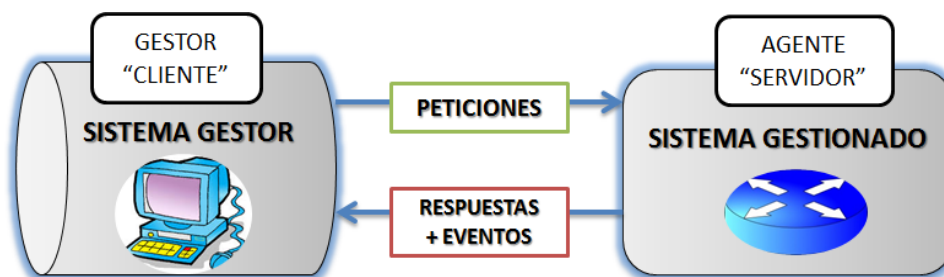 GESTOR
“CLIENTE”
SISTEMA GESTOR
PETICIONES
RESPUESTAS
+ EVENTOS
AGENTE
“SERVIDOR”
SISTEMA GESTIONADO